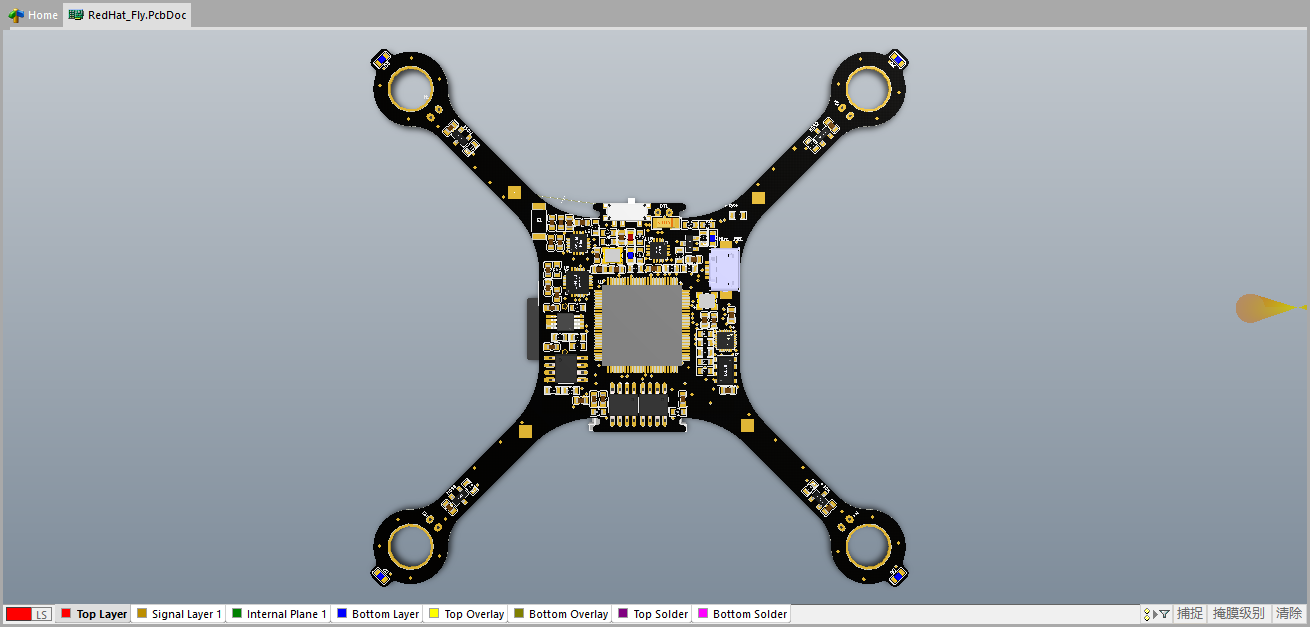 Home RedHat_Fly.PcbDoc
LS Top Layer Signal Layer 1 Internal Plane 1 Bottom Layer Top Overlay Bottom Overlay Top Solder Bottom Solder 捕捉 掩膜级别 清除